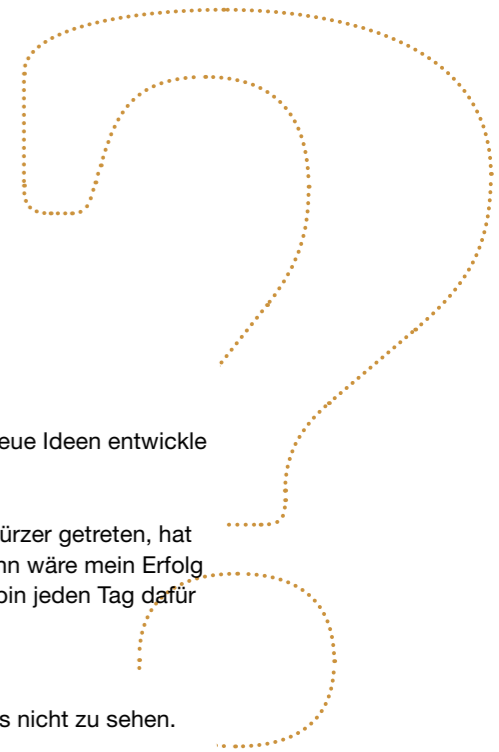 eue Ideen entwickle
ürzer getreten, hat
nn wäre mein Erfolg
bin jeden Tag dafür
s nicht zu sehen.